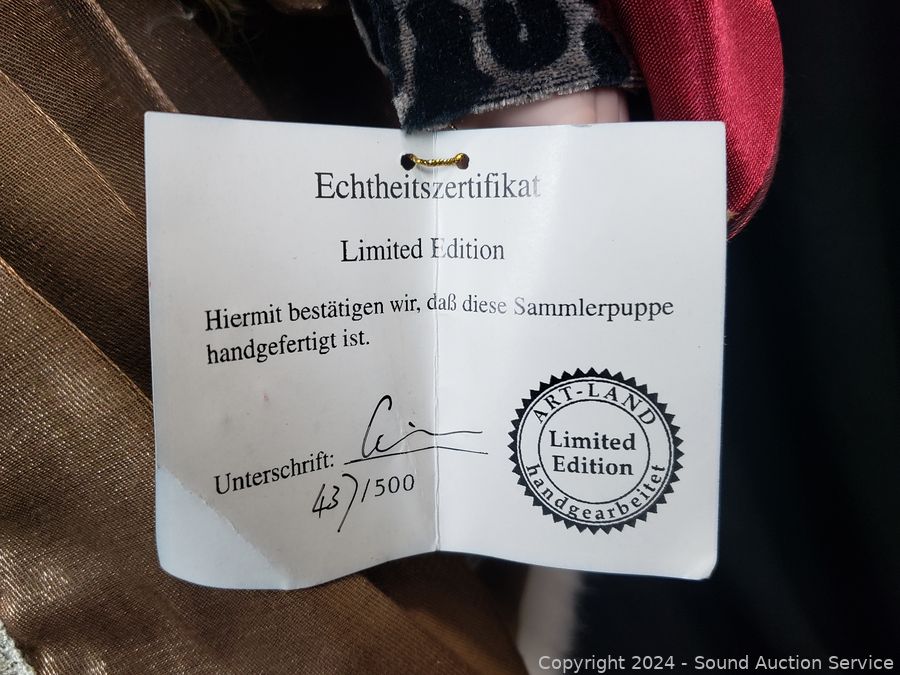 Echtheitszertifikat
Limited Edition
Hiermit bestätigen wir, daß diese Sammlerpuppe
handgefertigt ist.
Unterschrift:
/500
ART-LAND
Limited
Edition
handgearbeitet
Copyright 2024 - Sound Auction Service